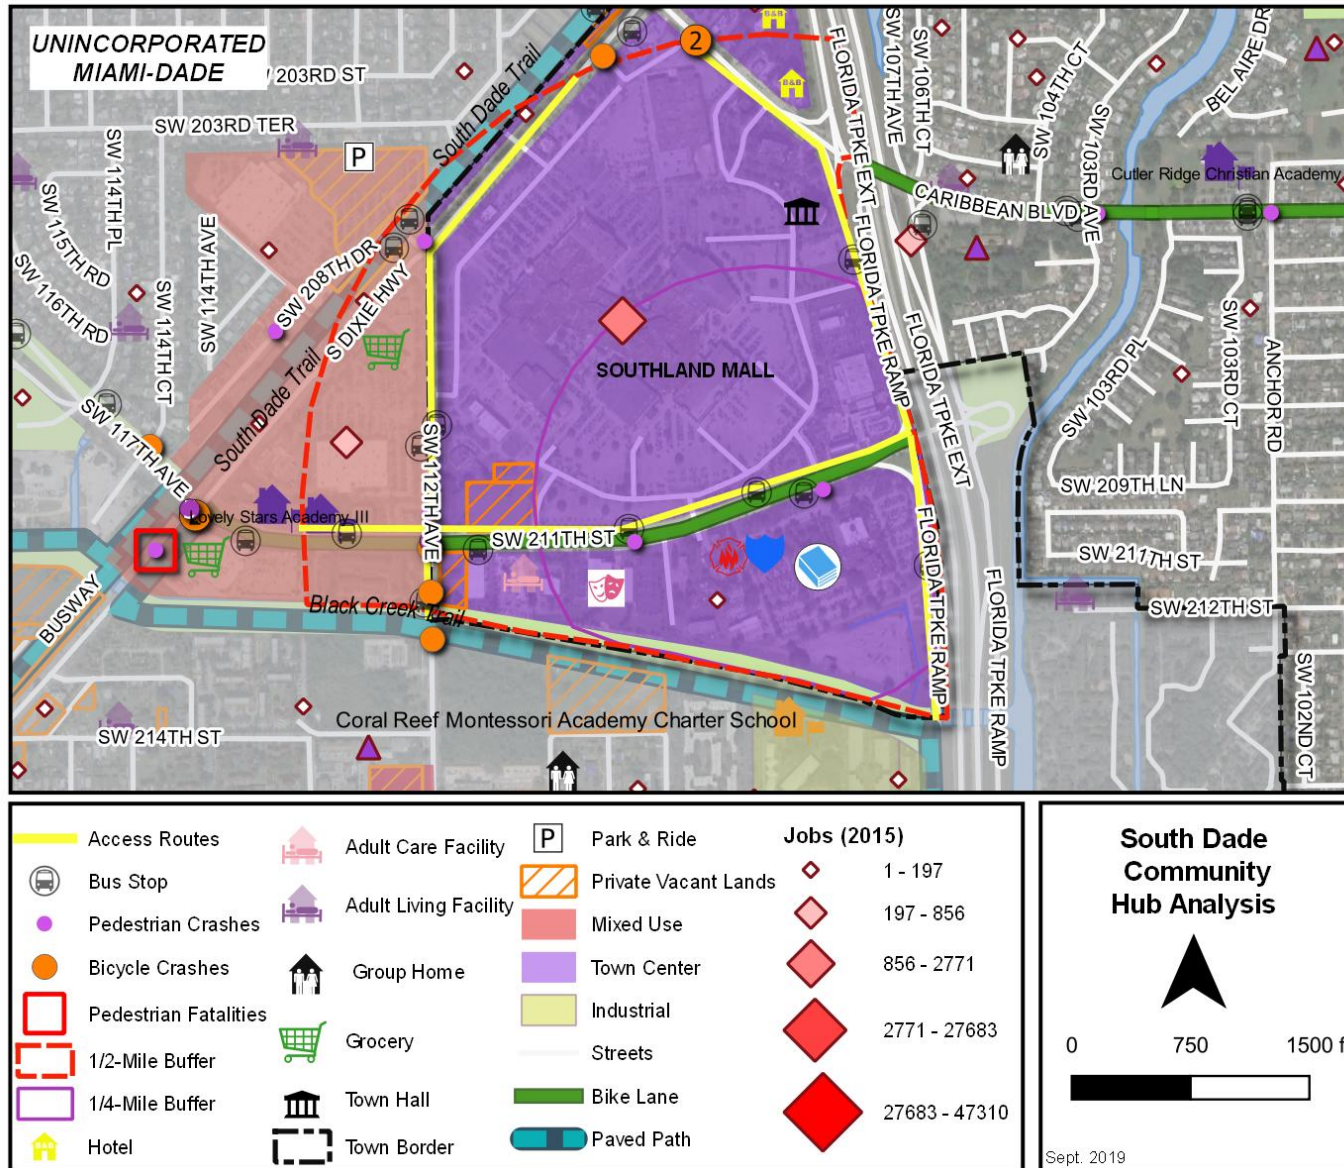 UNINCORPORATED
MIAMI-DADE
203RD ST
SW 203RD TER
South Dade Trail
FLORIDA TPKE EXT
SW 107TH AVE
SW 106TH CT
SW 104TH CT
103RD AVE
MS
BEL AIRE DR
Cutler Ridge Christian Academy
CARIBBEAN BLVD
SW 114TH PL
SW 115TH RD
SW 116TH RD
SW 114TH CT
SW 114TH AVE
SW 208TH DR
S DIXIE HWY
South Dade Trail
SW 117TH AVE
SW 112TH AVE
SOUTHLAND MALL
FLORIDA TPKE RAMP
FLORIDA TPKE EXT
SW 103RD PL
SW 103RD CT
ANCHOR RD
SW 209TH LN
SW 211TH ST
SW 212TH ST
SW 102ND CT
Lovely Stars Academy III
SW 211TH ST
Black Creek Trail
BUSWAY
FLORIDA TPKE RAMP
FLORIDA TPKE RAMP
SW 214TH ST
Coral Reef Montessori Academy Charter School
2
B&B
B&B
P
Access Routes
Bus Stop
Pedestrian Crashes
Bicycle Crashes
Pedestrian Fatalities
1/2-Mile Buffer
1/4-Mile Buffer
Hotel
Adult Care Facility
Adult Living Facility
Group Home
Grocery
Town Hall
Town Border
P
Park & Ride
Private Vacant Lands
Mixed Use
Town Center
Industrial
Streets
Bike Lane
Paved Path
Jobs (2015)
1 - 197
197 - 856
856 - 2771
2771 - 27683
27683 - 47310
South Dade
Community
Hub Analysis
0 750 1500 f
Sept. 2019